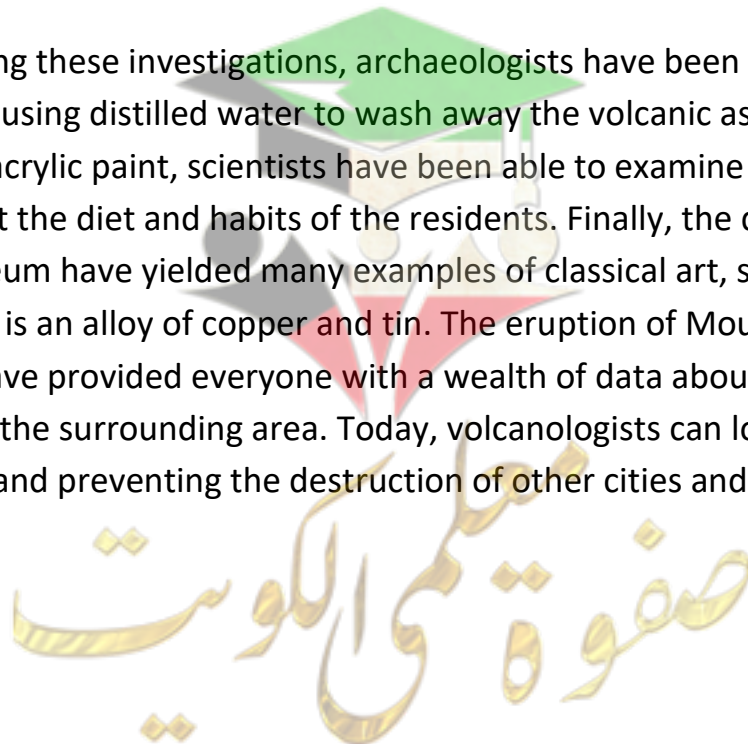 ng these investigations, archaeologists have been
using distilled water to wash away the volcanic as
acrylic paint, scientists have been able to examine
t the diet and habits of the residents. Finally, the
um have yielded many examples of classical art, s
is an alloy of copper and tin. The eruption of Mou
ve provided everyone with a wealth of data abou
the surrounding area. Today, volcanologists can lo
and preventing the destruction of other cities and
صفوة معلمى الكويت